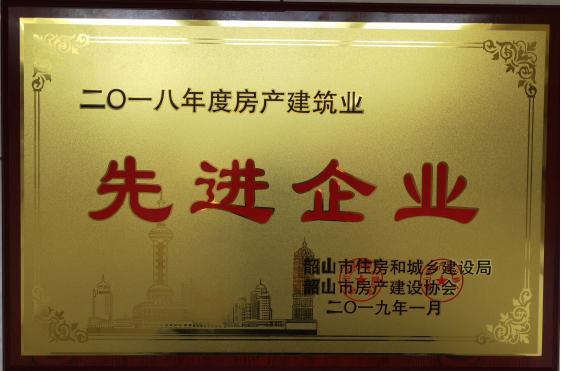 二〇一八年度房产建筑业
先进企业
韶山市住房和城乡建设局
韶山市房产建设协会
二〇一九年一月